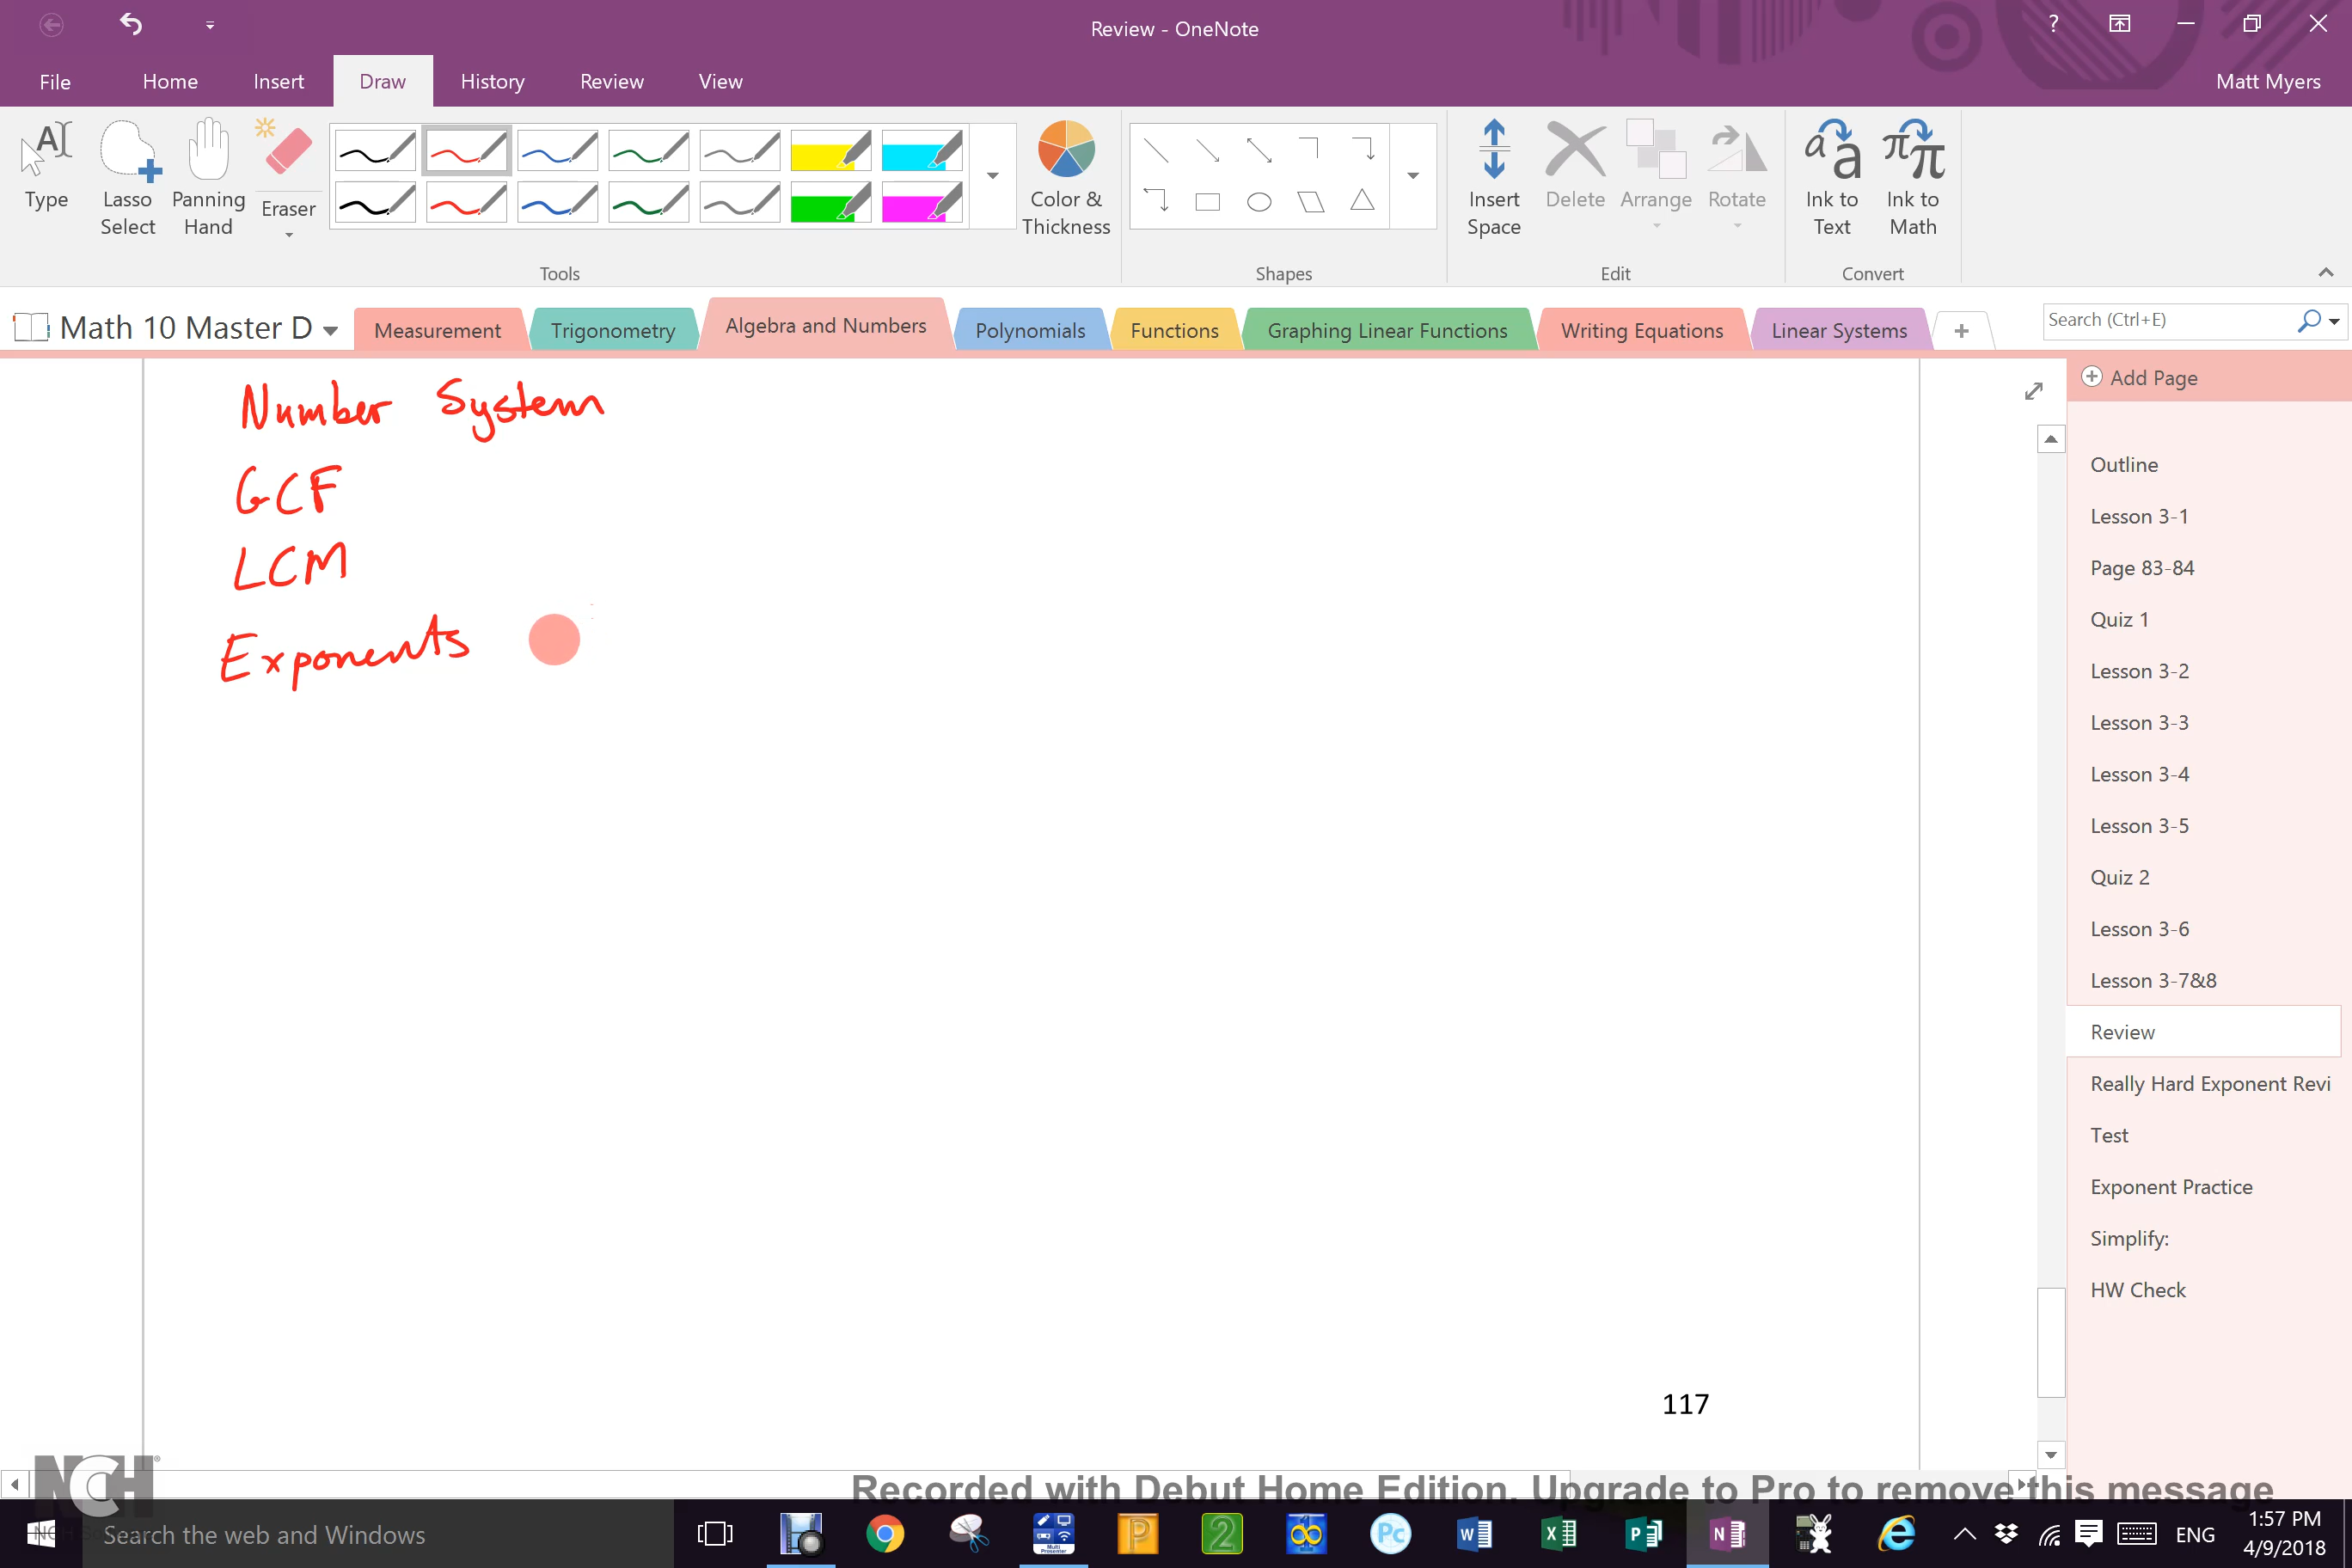 Review - OneNote
?
File Home Insert Draw History Review View
Matt Myers
Type
Lasso Select
Panning Hand
Eraser
Color & Thickness
Insert Space
Delete
Arrange
Rotate
Ink to Text
Ink to Math
Tools Shapes Edit Convert
Math 10 Master D
Measurement Trigonometry Algebra and Numbers Polynomials Functions Graphing Linear Functions Writing Equations Linear Systems
Search (Ctrl+E)
Add Page
Number System
GCF
LCM
Exponents
117
Outline
Lesson 3-1
Page 83-84
Quiz 1
Lesson 3-2
Lesson 3-3
Lesson 3-4
Lesson 3-5
Quiz 2
Lesson 3-6
Lesson 3-7&8
Review
Really Hard Exponent Revi
Test
Exponent Practice
Simplify:
HW Check
NCH
Recorded with Debut Home Edition. Upgrade to Pro to remove this message
Search the web and Windows
ENG
1:57 PM
4/9/2018